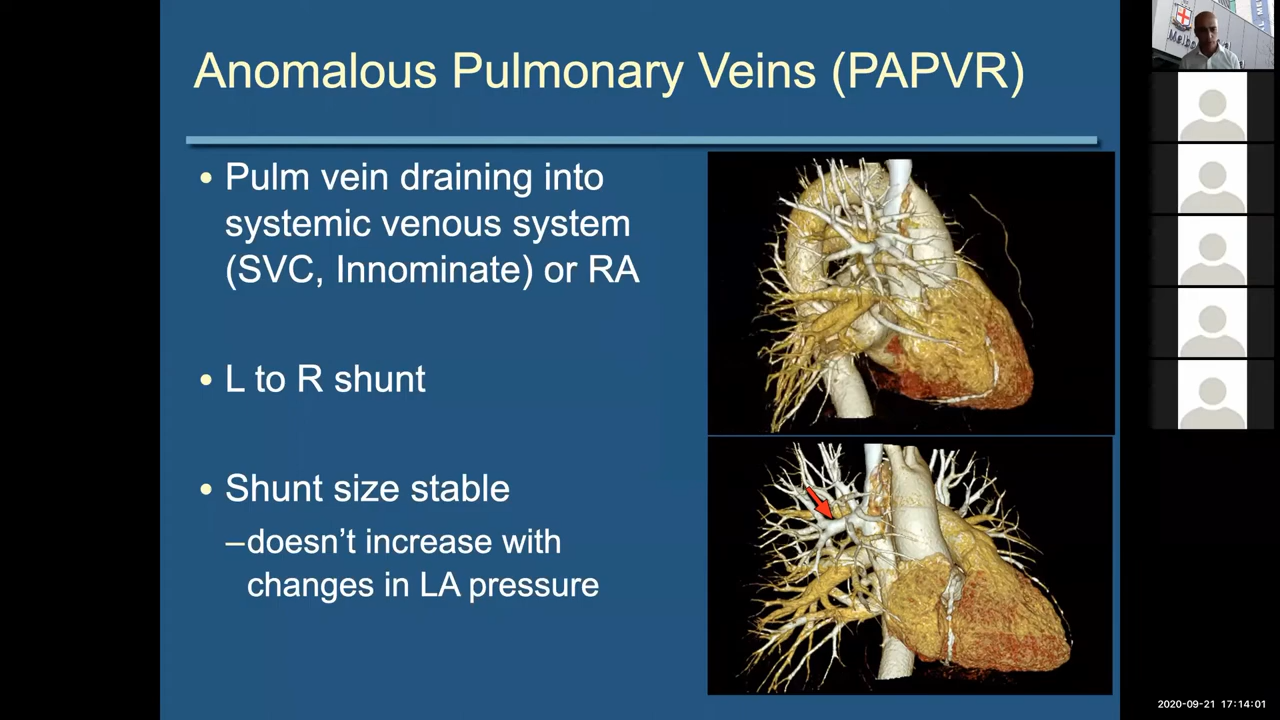 Anomalous Pulmonary Veins (PAPVR)
• Pulm vein draining into
systemic venous system
(SVC, Innominate) or RA
• L to R shunt
• Shunt size stable
–doesn’t increase with
changes in LA pressure
2020-09-21 17:14:01